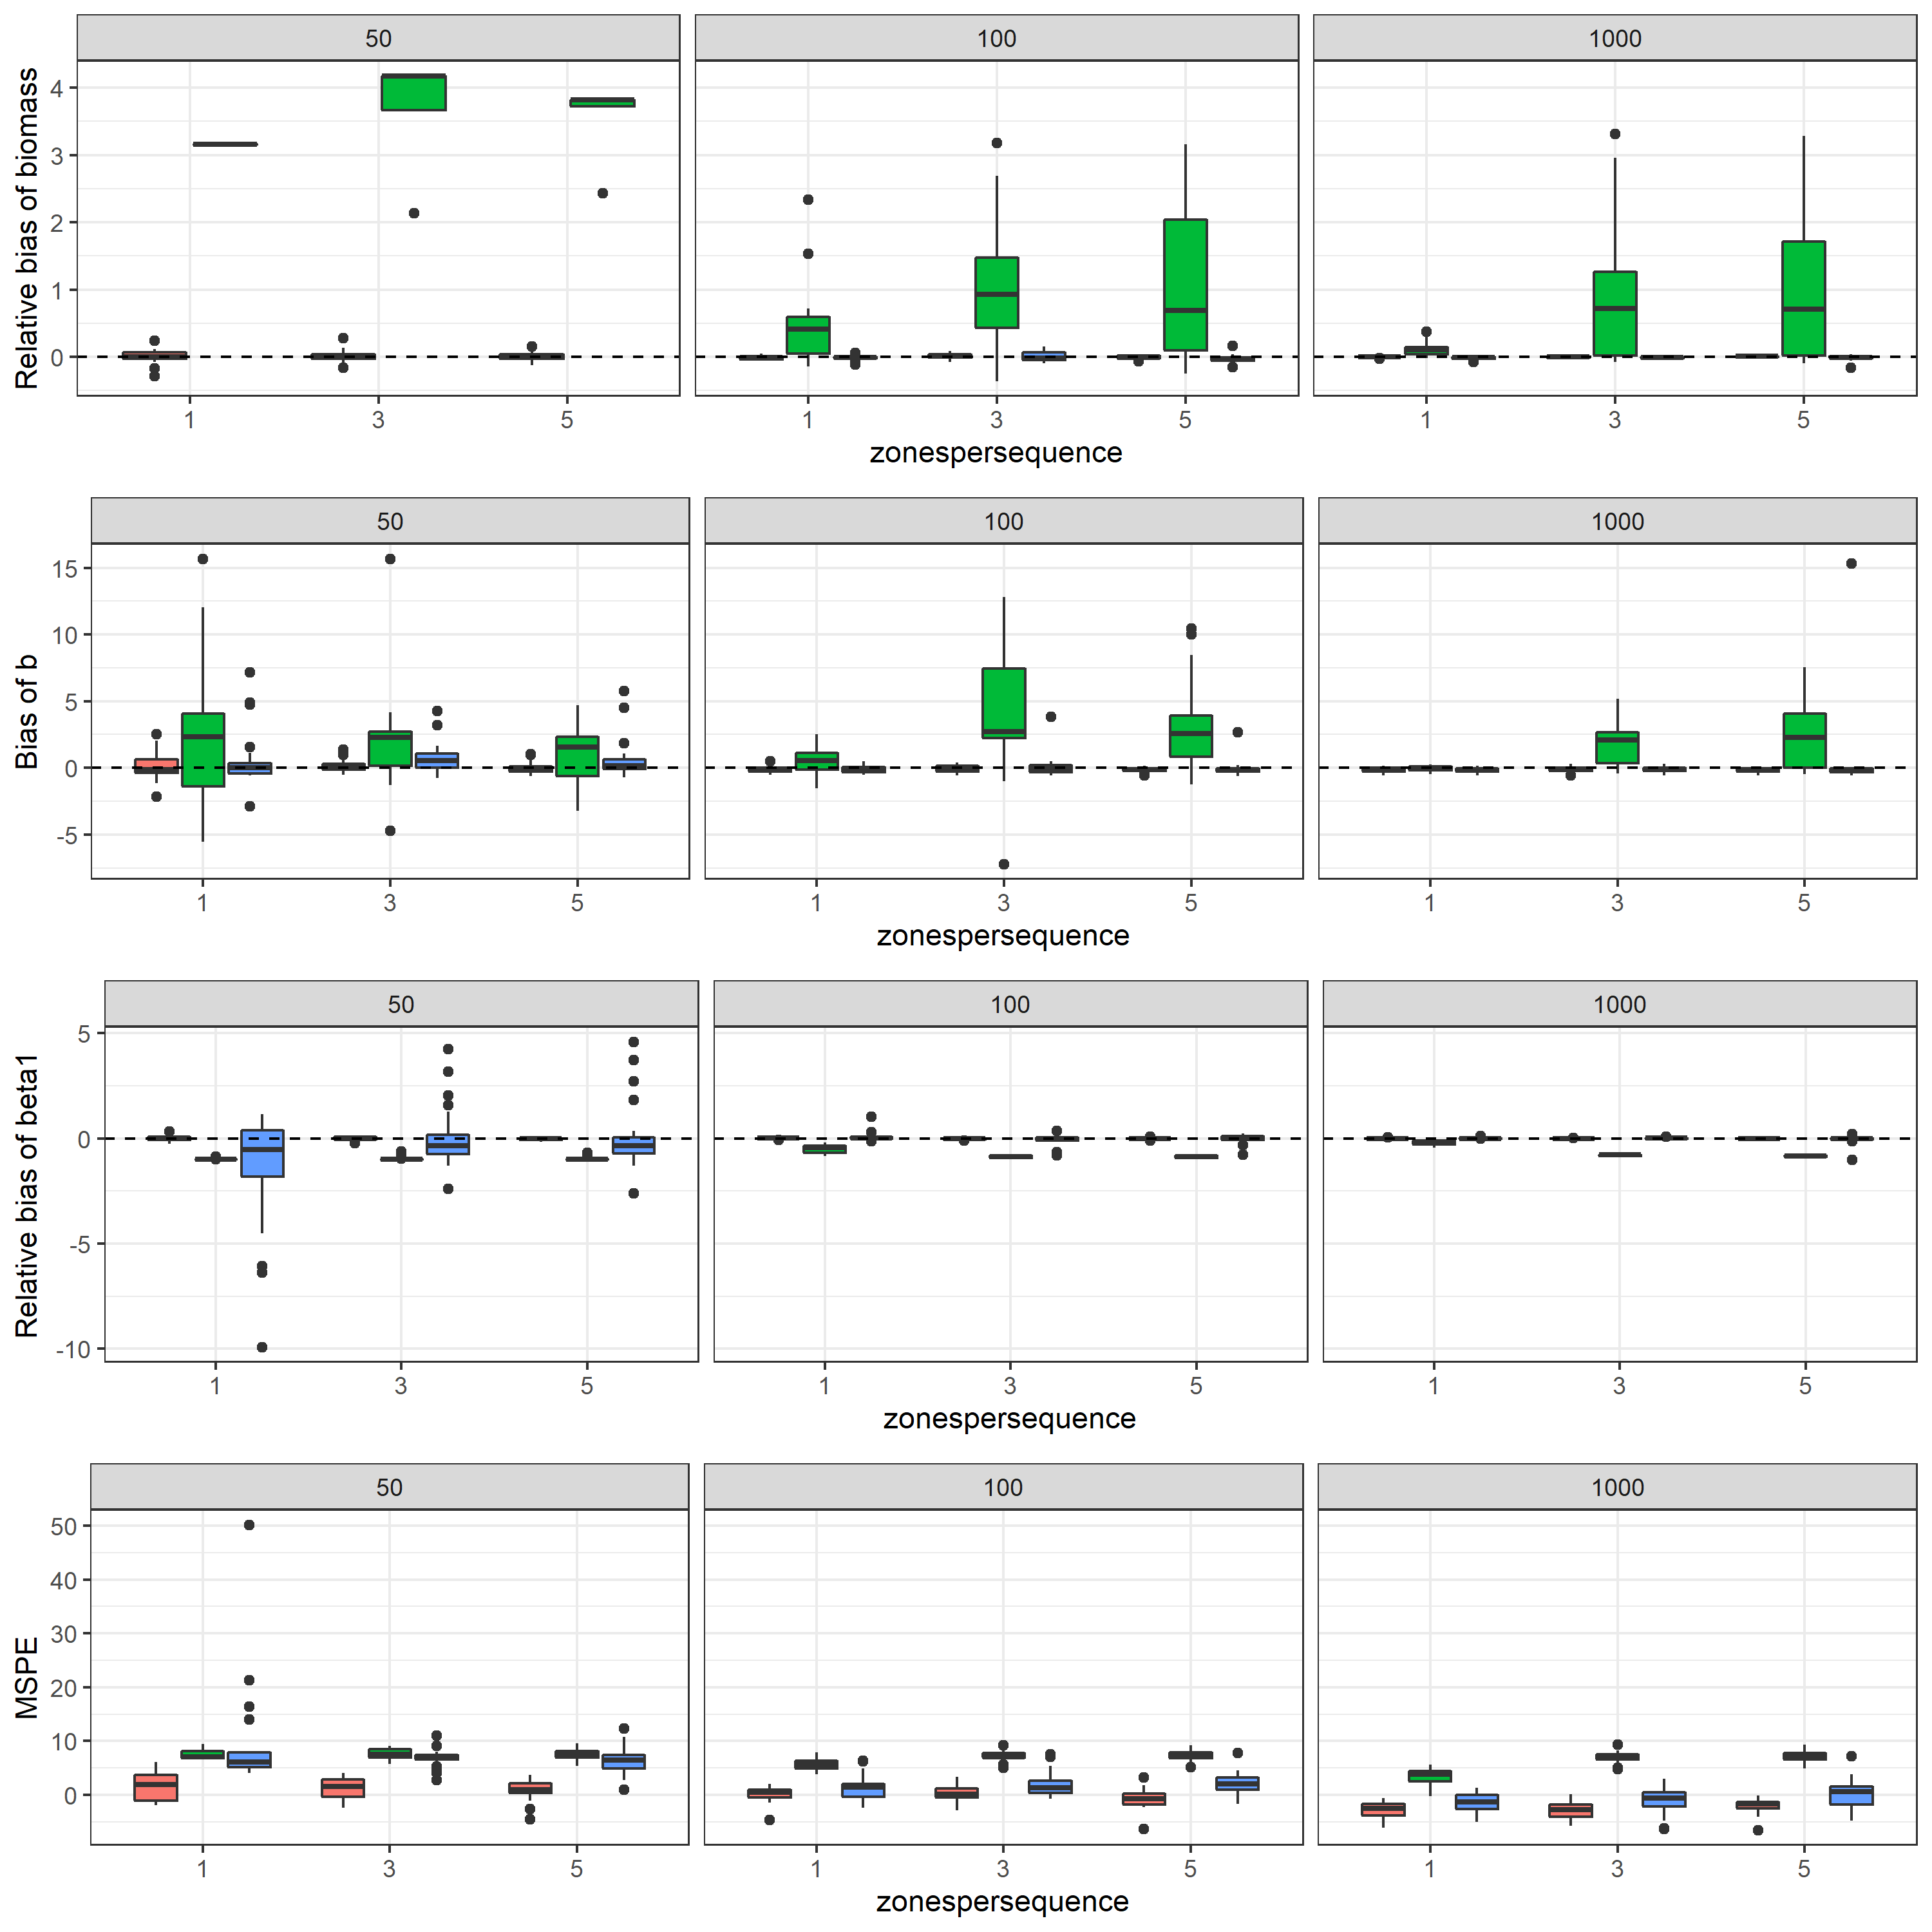 50 100 1000
Relative bias of biomass
4
3
2
1
0
1 3 5 1 3 5 1 3 5
zonespersequence
50 100 1000
Bias of b
15
10
5
0
-5
1 3 5 1 3 5 1 3 5
zonespersequence
50 100 1000
Relative bias of beta1
5
0
-5
-10
1 3 5 1 3 5 1 3 5
zonespersequence
50 100 1000
MSPE
50
40
30
20
10
0
1 3 5 1 3 5 1 3 5
zonespersequence